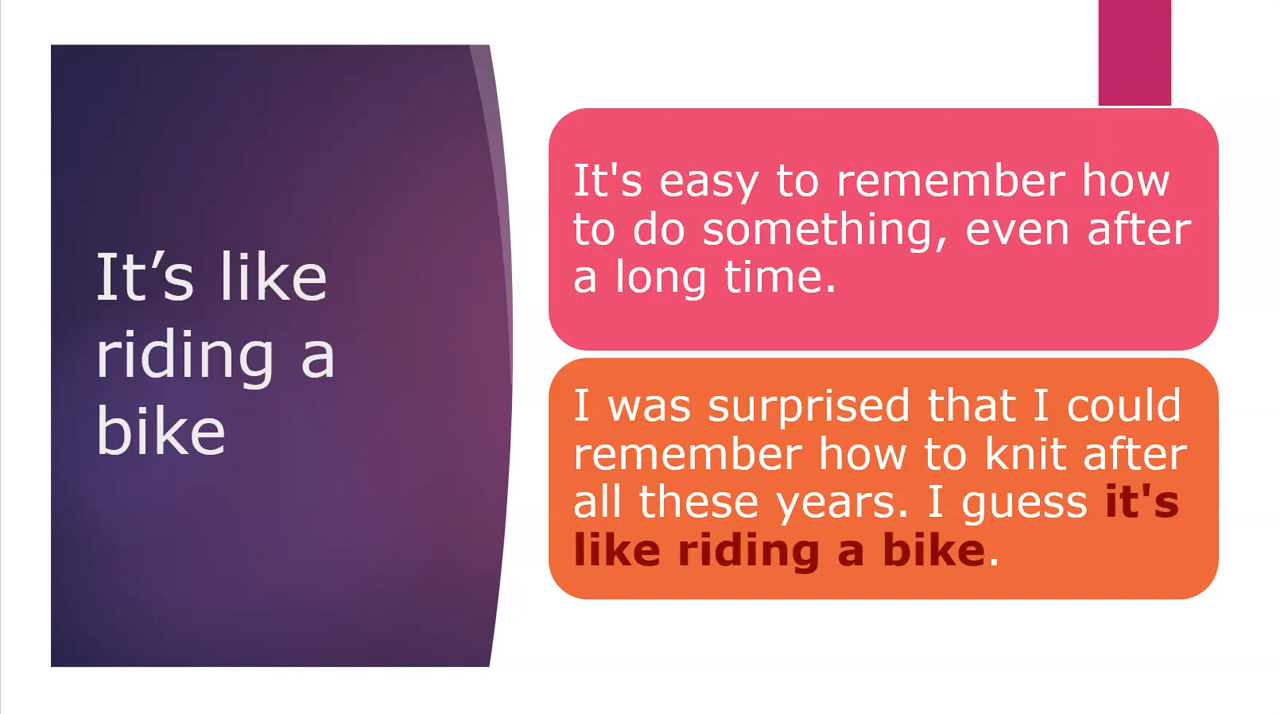 It’s like
riding a
bike
It's easy to remember how
to do something, even after
a long time.
I was surprised that I could
remember how to knit after
all these years. I guess it's
like riding a bike.